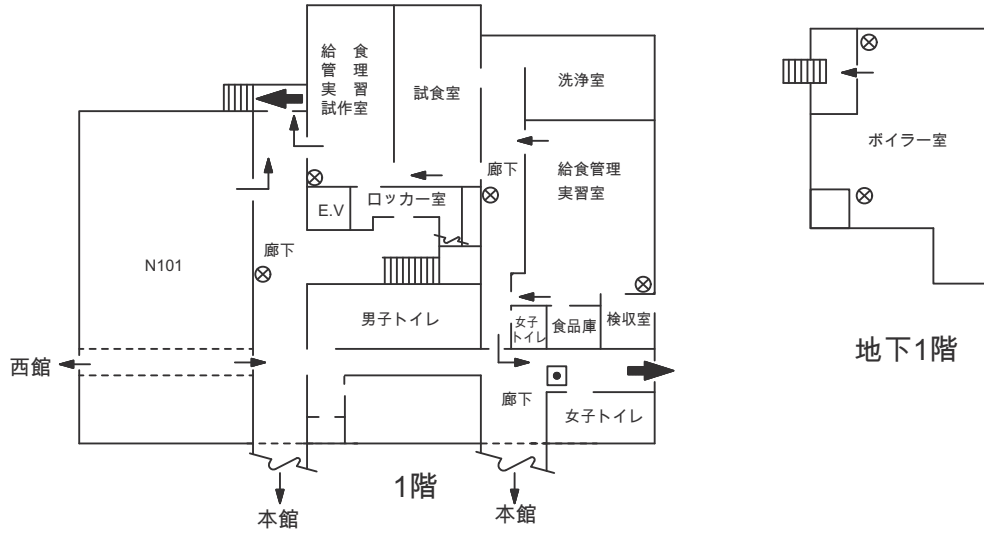 給　食
管　理
実　習
試作室
試食室
洗浄室
廊下
給食管理
実習室
ロッカー室
E.V
廊下
N101
男子トイレ
女子
トイレ
食品庫
検収室
西館
廊下
女子トイレ
1階
本館
本館
ボイラー室
地下1階